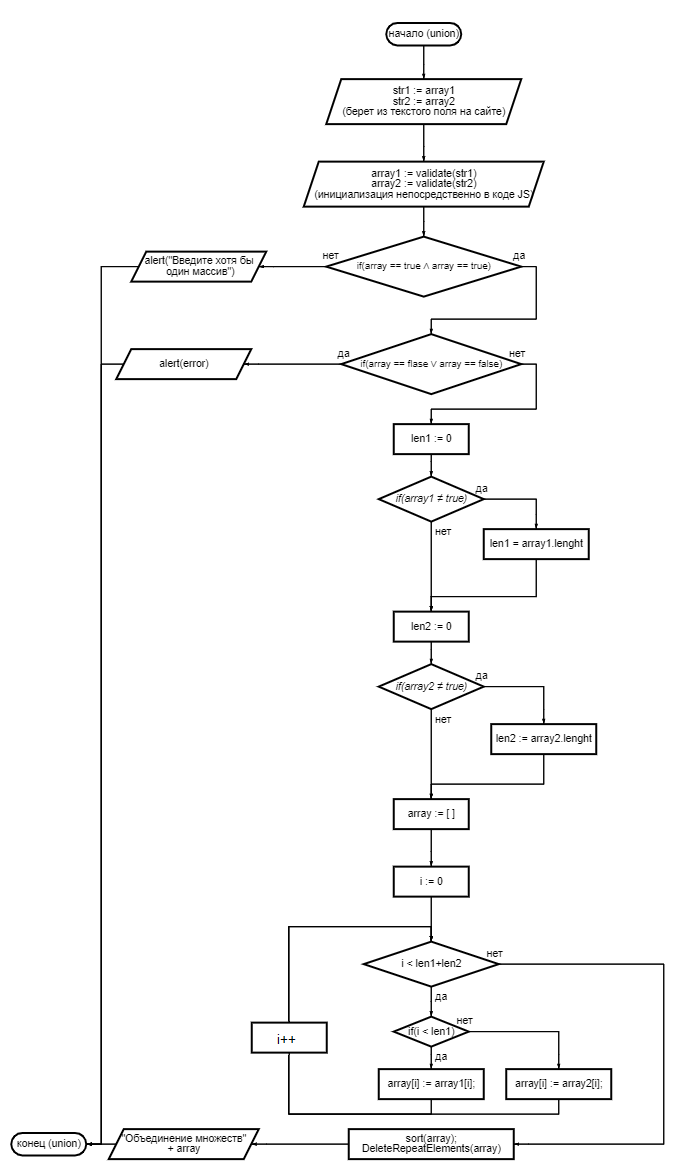 начало (union)
str1 := array1
str2 := array2
(берет из текстого поля на сайте)
array1 := validate(str1)
array2 := validate(str2)
(инициализация непосредственно в коде JS)
нет
да
alert("Введите хотя бы
один массив")
if(array == true ∧ array == true)
да
нет
alert(error)
if(array == flase ∨ array == false)
len1 := 0
да
if(array1 ≠ true)
нет
len1 = array1.lenght
len2 := 0
да
if(array2 ≠ true)
нет
len2 := array2.lenght
array := [ ]
i := 0
нет
i < len1+len2
да
нет
if(i < len1)
i++
да
array[i] := array1[i];
array[i] := array2[i];
конец (union)
"Объединение множеств"
+ array
sort(array);
DeleteRepeatElements(array)